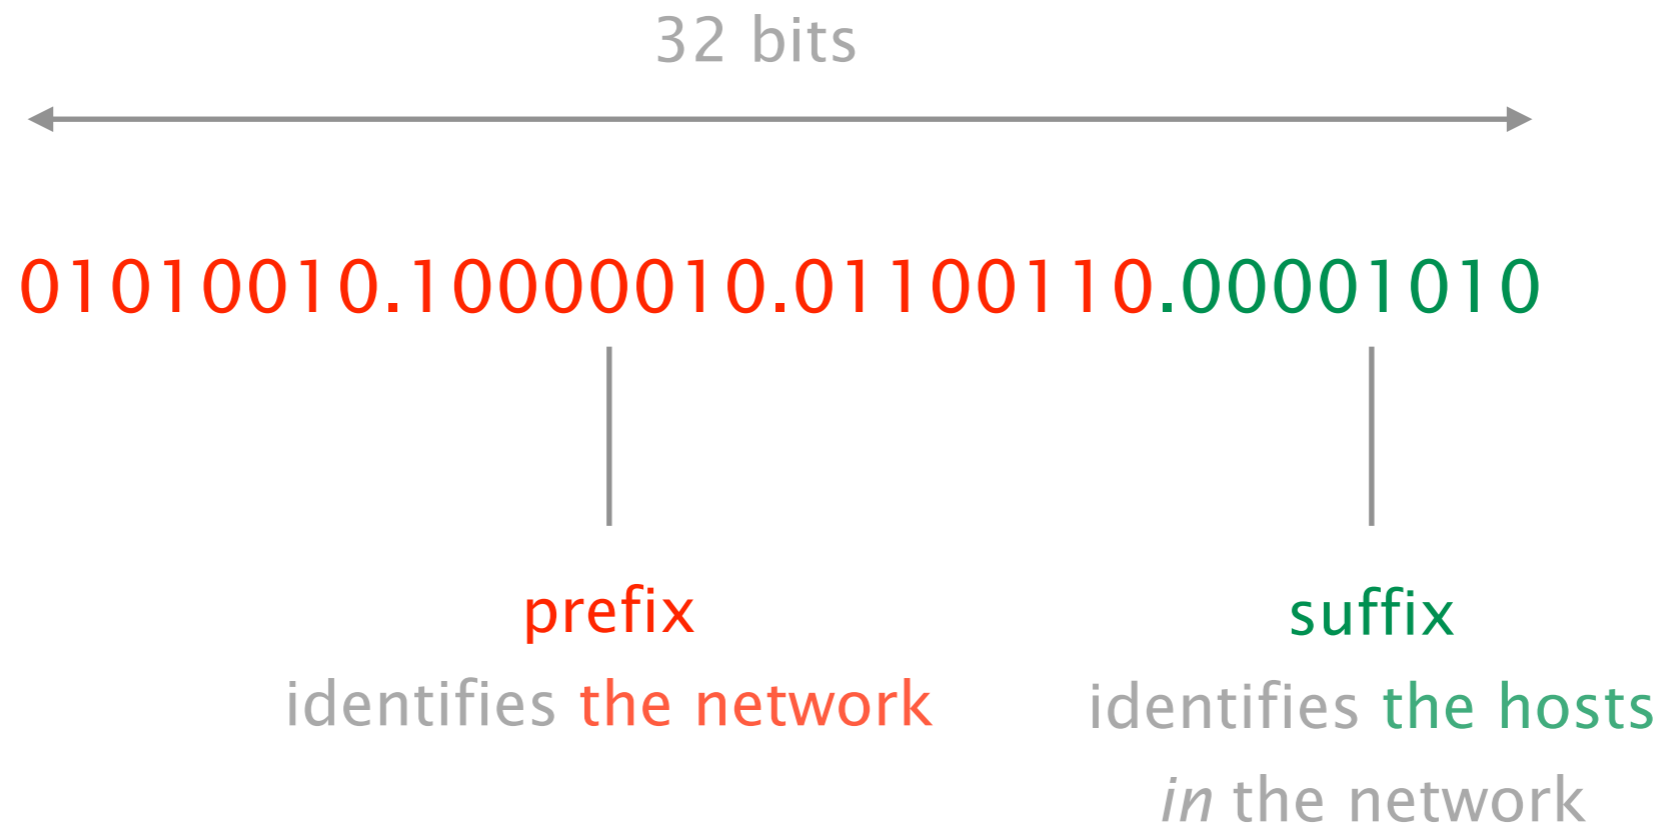 32 bits
01010010.10000010.01100110.00001010
prefix
identifies the network
suffix
identifies the hosts
in the network